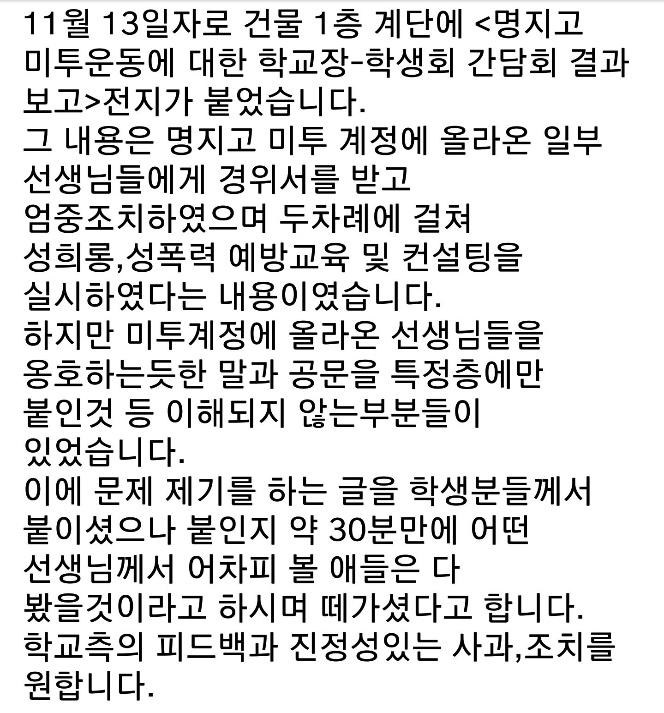 11월 13일자로 건물 1층 계단에 <명지고
미투운동에 대한 학교장-학생회 간담회 결과
보고>전지가 붙었습니다.
그 내용은 명지고 미투 계정에 올라온 일부
선생님들에게 경위서를 받고
엄중조치하였으며 두차례에 걸쳐
성희롱,성폭력 예방교육 및 컨설팅을
실시하였다는 내용이였습니다.
하지만 미투계정에 올라온 선생님들을
옹호하는듯한 말과 공문을 특정층에만
붙인것 등 이해되지 않는부분들이
있었습니다.
이에 문제 제기를 하는 글을 학생분들께서
붙이셨으나 붙인지 약 30분만에 어떤
선생님께서 어차피 볼 애들은 다
봤을것이라고 하시며 떼가셨다고 합니다.
학교측의 피드백과 진정성있는 사과,조치를
원합니다.